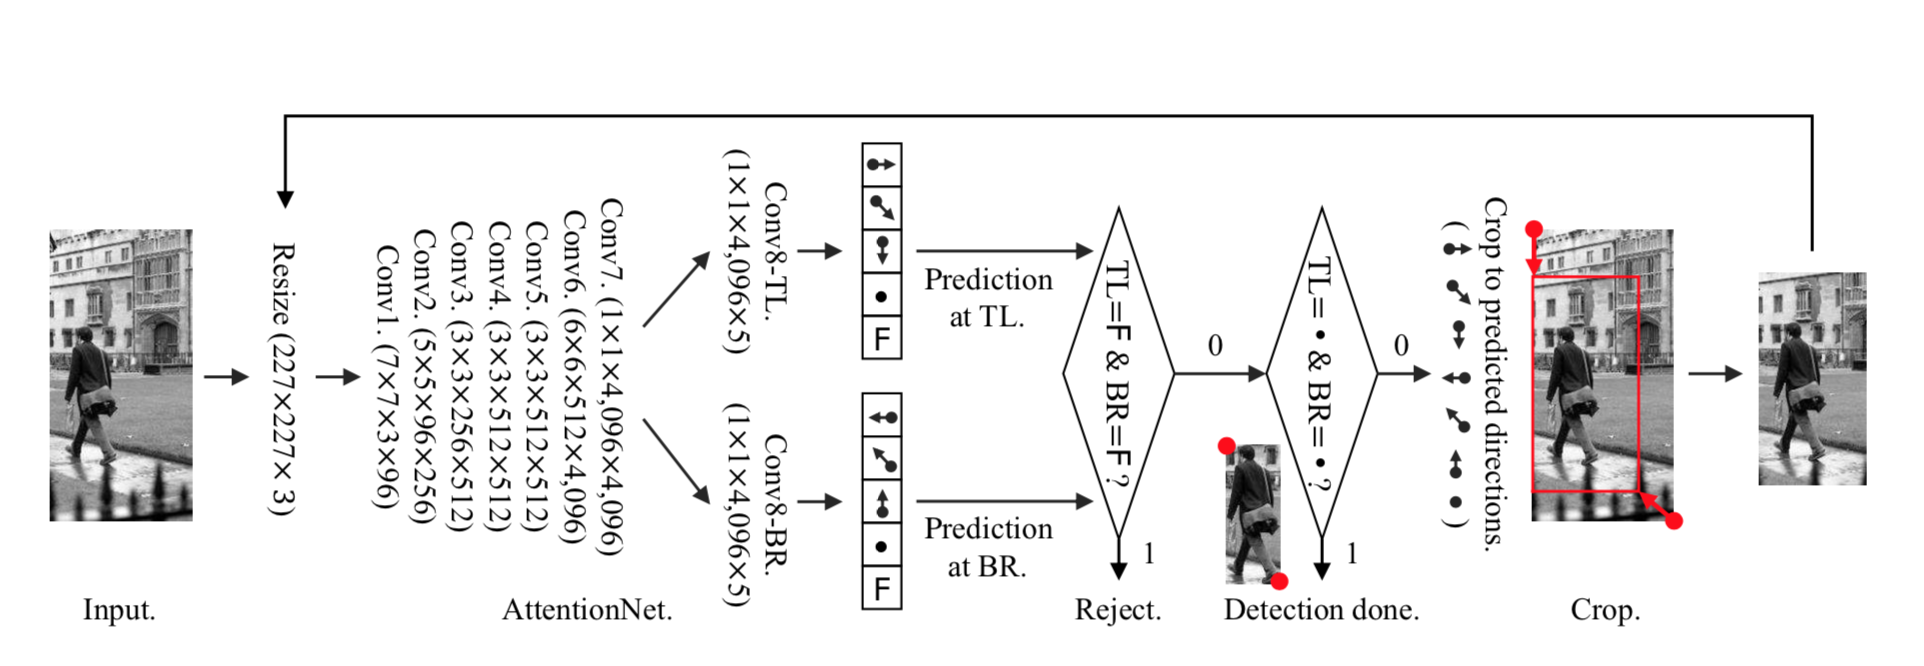 Input.
Resize (227×227×3)
Conv1. (7×7×3×96)
Conv2. (5×5×96×256)
Conv3. (3×3×256×512)
Conv4. (3×3×512×512)
Conv5. (3×3×512×512)
Conv6. (6×6×512×4,096)
Conv7. (1×1×4,096×4,096)
AttentionNet.
Conv8-TL.
(1×1×4,096×5)
F
Conv8-BR.
(1×1×4,096×5)
F
Prediction
at TL.
Prediction
at BR.
TL=F & BR=F?
0
1
Reject.
TL= • & BR= • ?
0
1
Detection done.
Crop to predicted directions.
Crop.